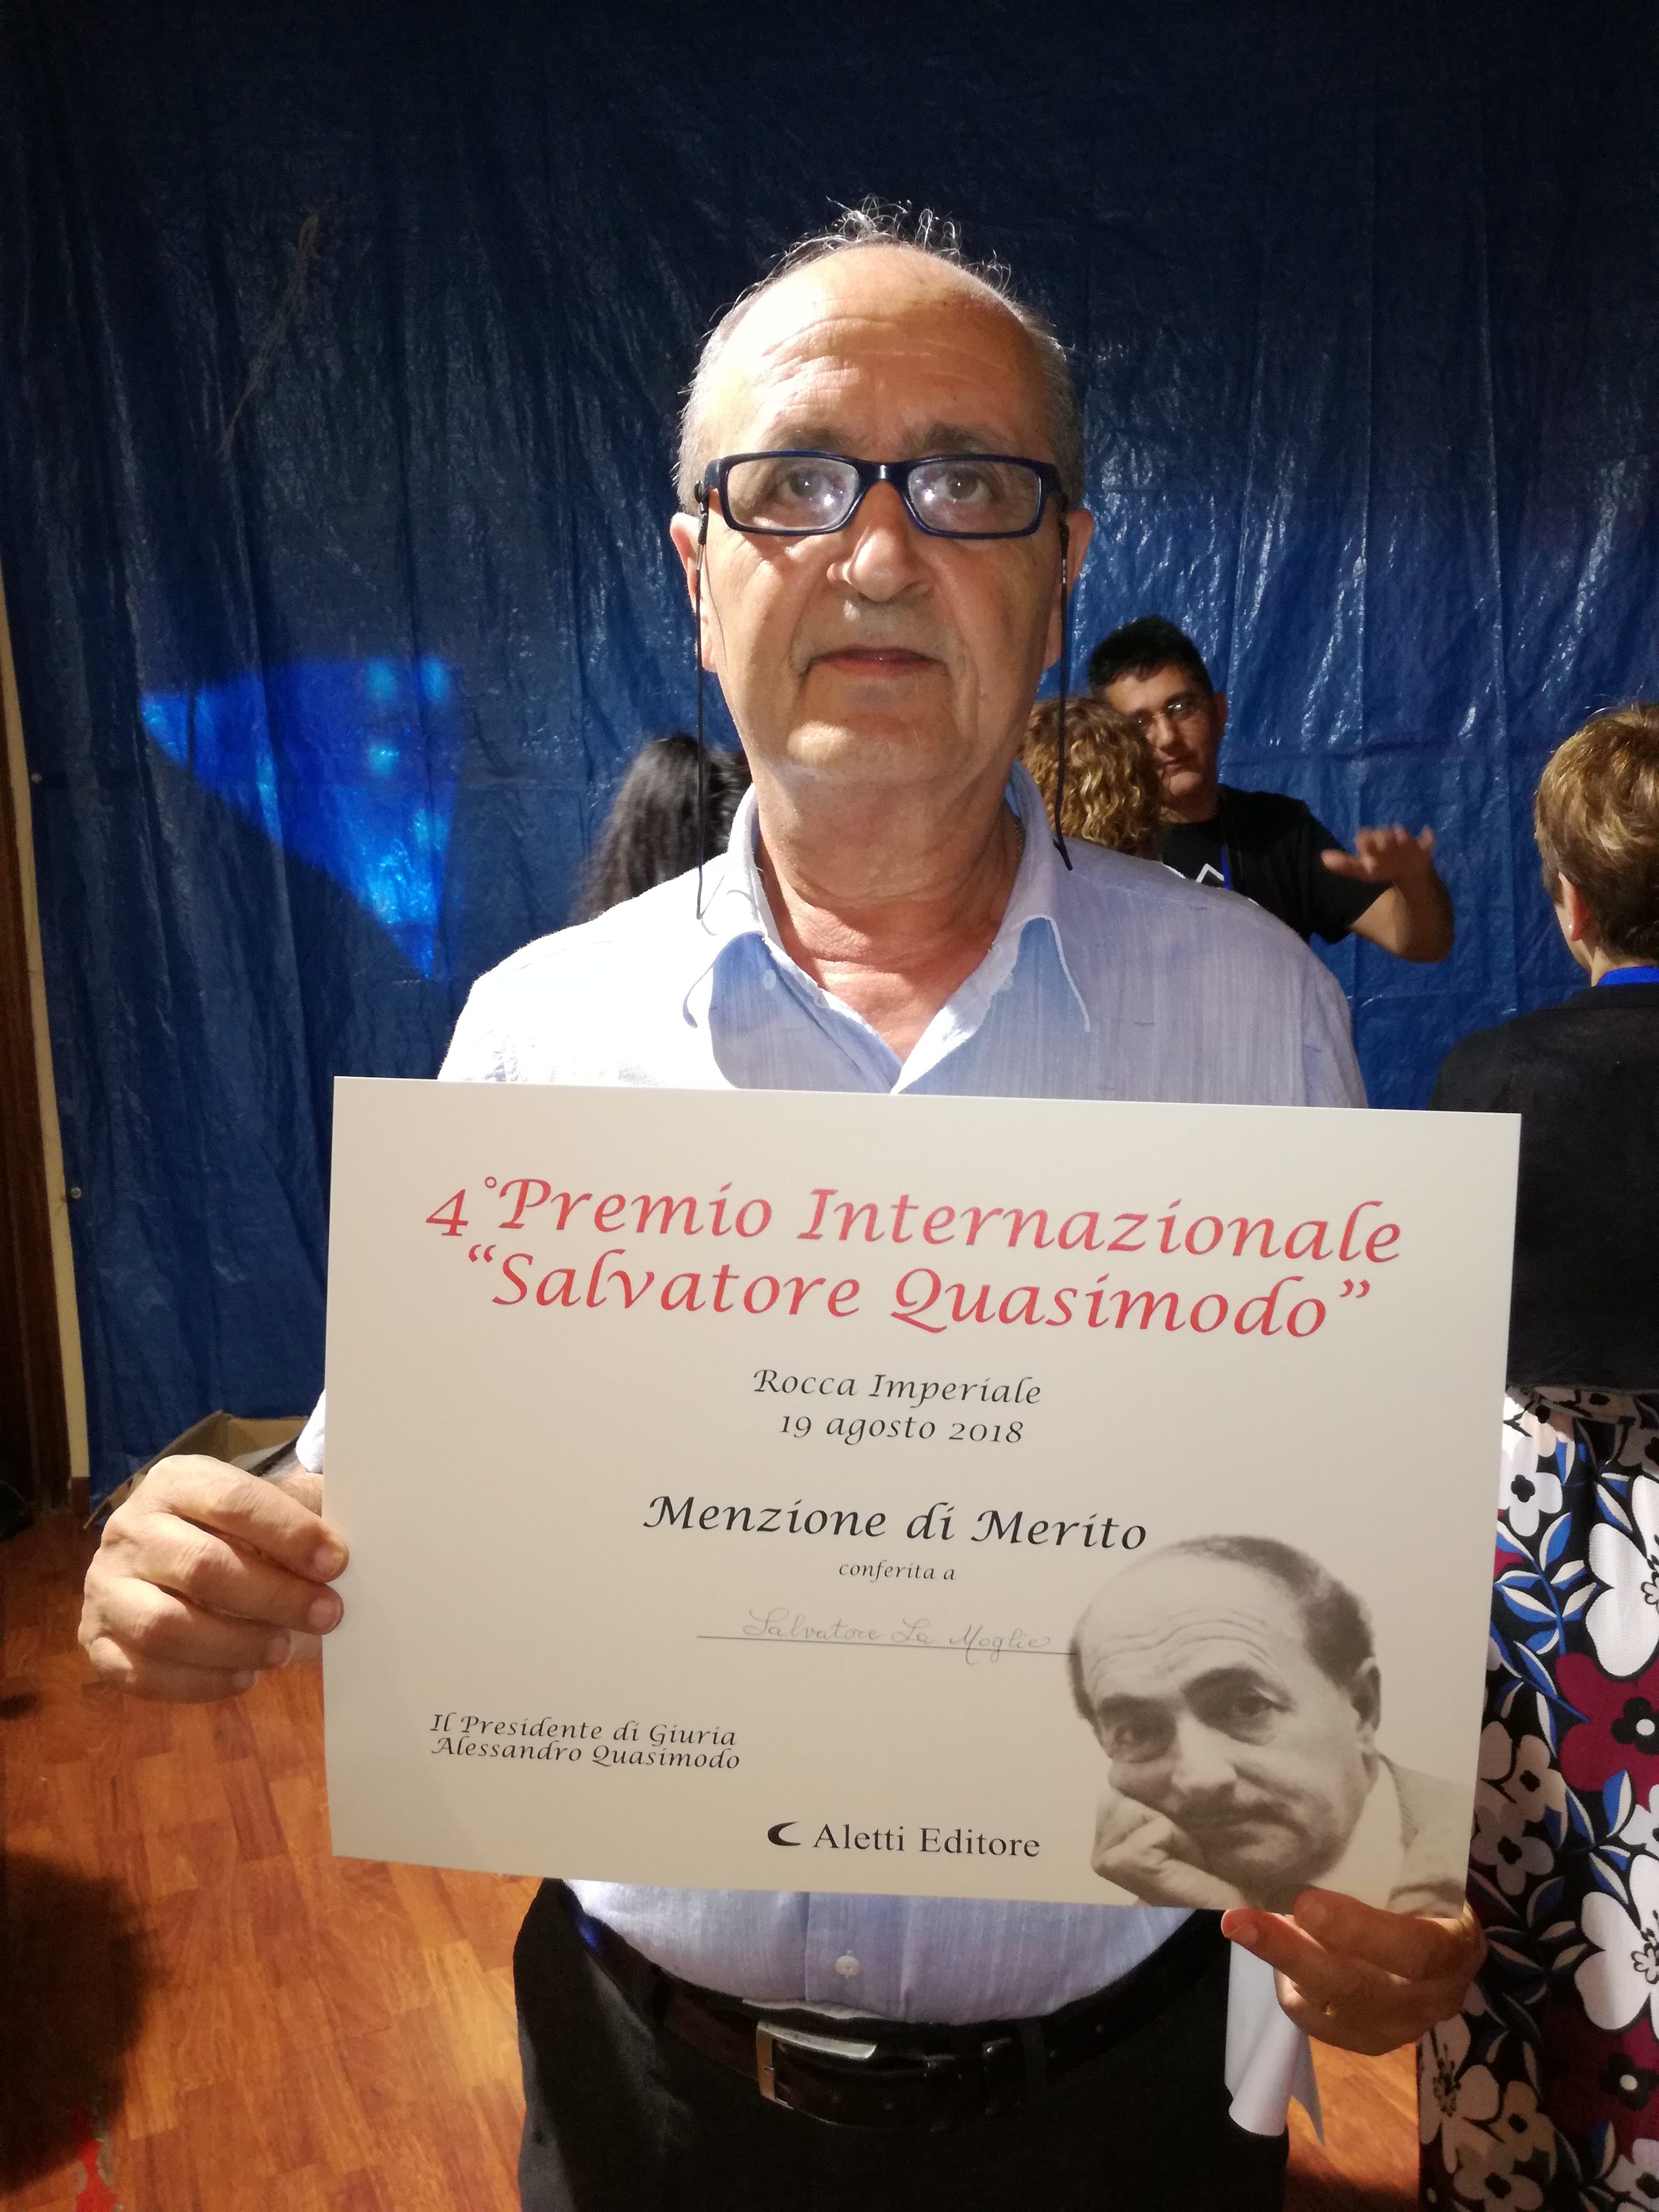 4° Premio Internazionale
“Salvatore Quasimodo”
Rocca Imperiale
19 agosto 2018
Menzione di Merito
conferita a
Salvatore La Moglie
Il Presidente di Giuria
Alessandro Quasimodo
Aletti Editore